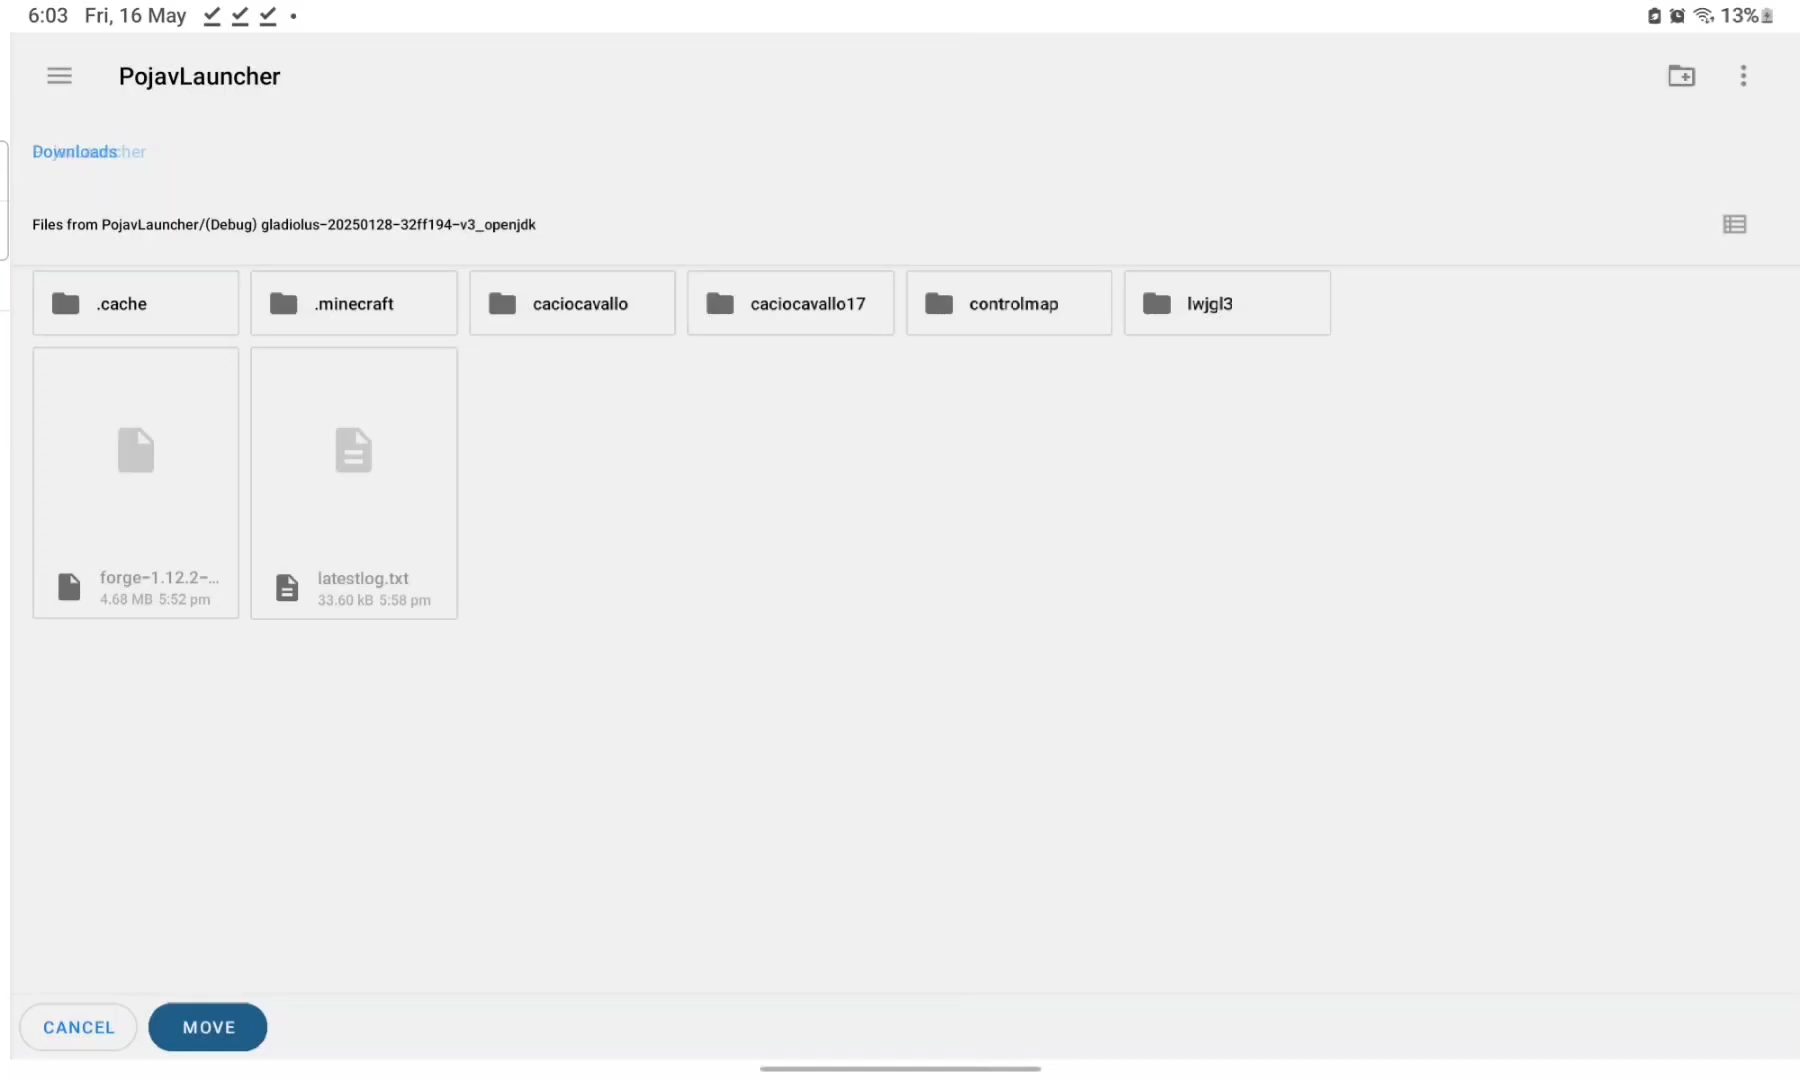 6:03 Fri, 16 May 13%
PojavLauncher
Downloads
Files from PojavLauncher/(Debug) gladiolus-20250128-32ff194-v3_openjdk
.cache .minecraft caciocavallo caciocavallo17 controlmap lwjgl3
forge-1.12.2-... latestlog.txt
4.68 MB 5:52 pm 33.60 kB 5:58 pm
CANCEL MOVE